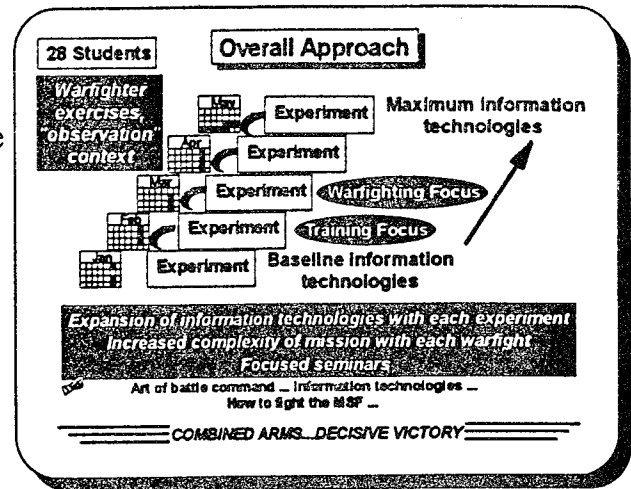 28 Students
Overall Approach
Warfighter
exercises,
"observation"
context
May
Experiment
Maximum information
technologies
Apr
Experiment
Mar
Experiment
Warfighting Focus
Feb
Experiment
Training Focus
Jan
Experiment
Baseline information
technologies
Expansion of information technologies with each experiment
Increased complexity of mission with each warfight
Focused seminars
Art of battle command ... Information technologies ...
How to fight the MSF ...
COMBINED ARMS...DECISIVE VICTORY